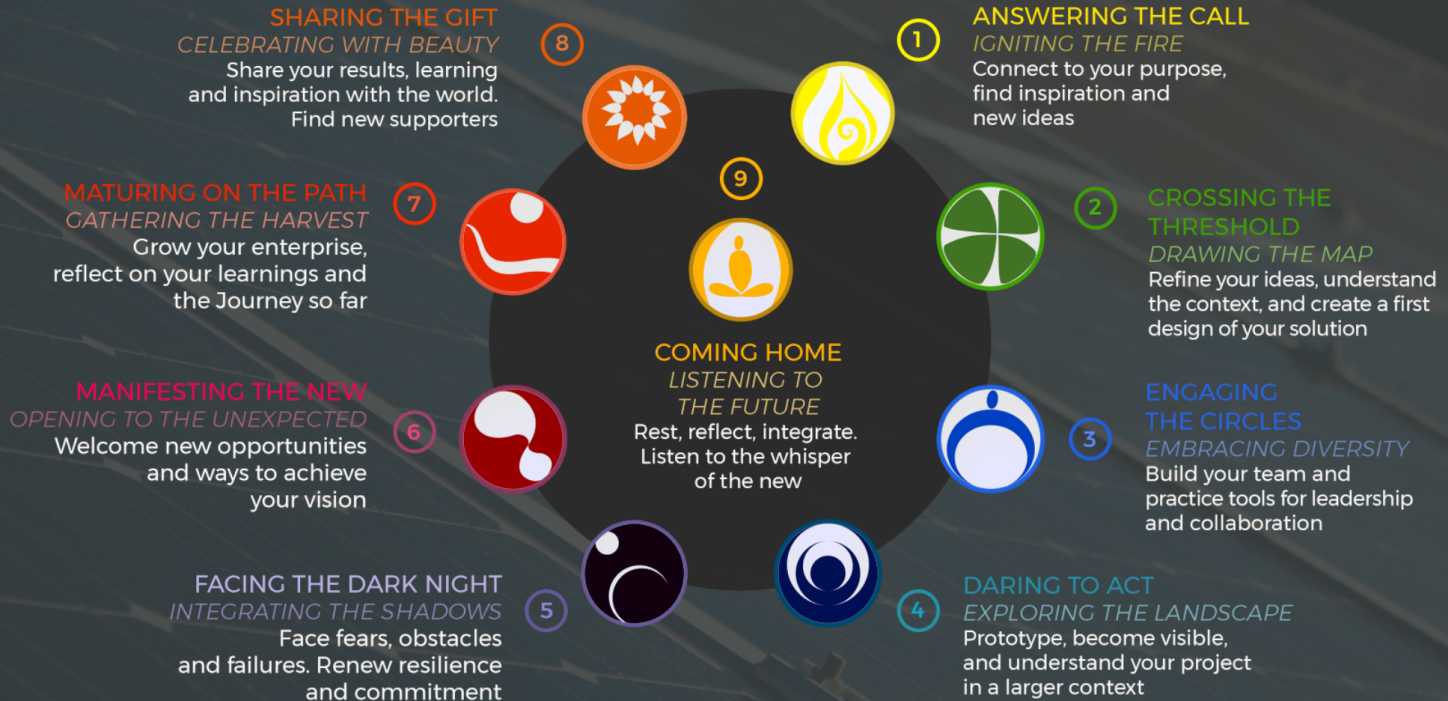 1
ANSWERING THE CALL
IGNITING THE FIRE
Connect to your purpose,
find inspiration and
new ideas
2
CROSSING THE
THRESHOLD
DRAWING THE MAP
Refine your ideas, understand
the context, and create a first
design of your solution
3
ENGAGING
THE CIRCLES
EMBRACING DIVERSITY
Build your team and
practice tools for leadership
and collaboration
4
DARING TO ACT
EXPLORING THE LANDSCAPE
Prototype, become visible,
and understand your project
in a larger context
5
FACING THE DARK NIGHT
INTEGRATING THE SHADOWS
Face fears, obstacles
and failures. Renew resilience
and commitment
6
MANIFESTING THE NEW
OPENING TO THE UNEXPECTED
Welcome new opportunities
and ways to achieve
your vision
7
MATURING ON THE PATH
GATHERING THE HARVEST
Grow your enterprise,
reflect on your learnings and
the Journey so far
8
SHARING THE GIFT
CELEBRATING WITH BEAUTY
Share your results, learning
and inspiration with the world.
Find new supporters
9
COMING HOME
LISTENING TO
THE FUTURE
Rest, reflect, integrate.
Listen to the whisper
of the new